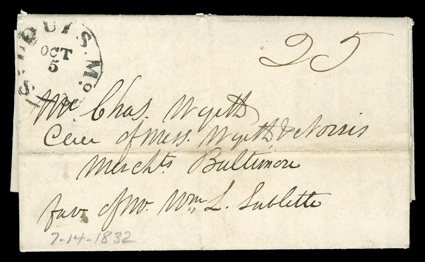 ST. LOUIS Mo.
OCT
5
25
Mr Chas. Wyeth
Care of Mess. Wyeth & Norris
Merchts. Baltimore
favr. of Mr. Wm. L. Sublette
7-14-1832